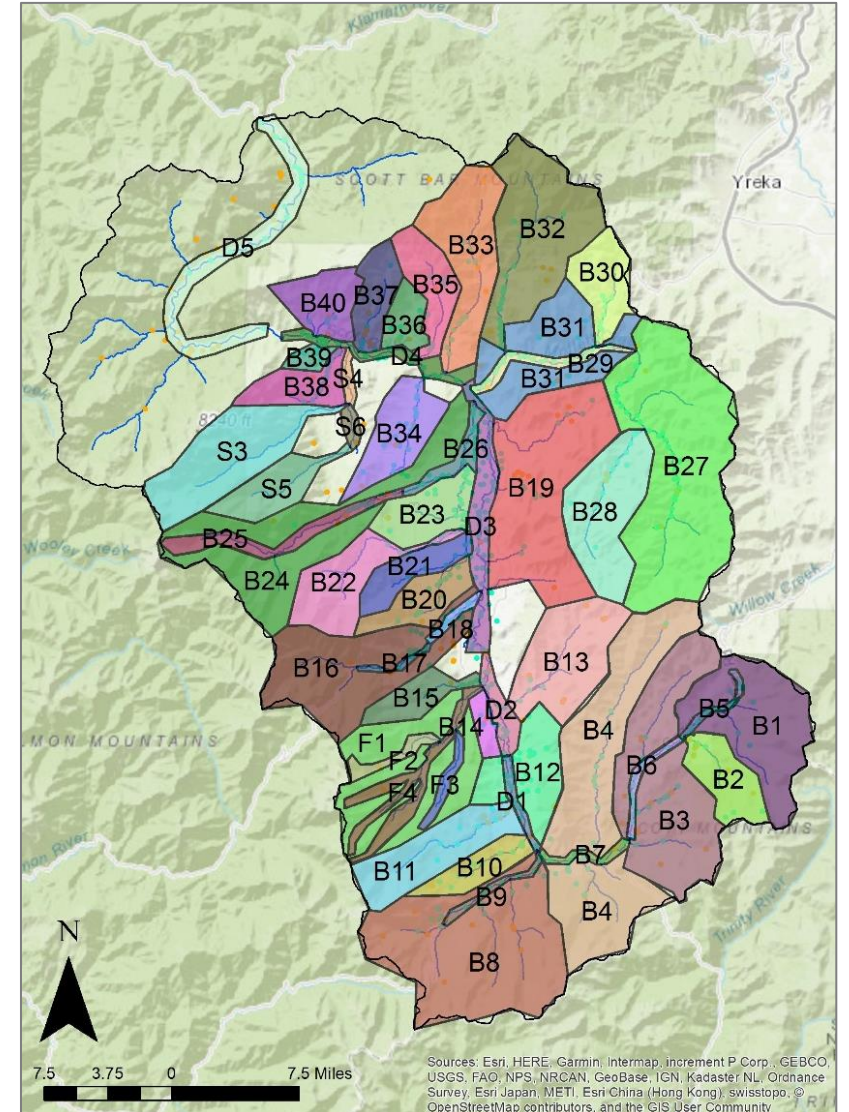 Klamath River
SCOTT BAR MOUNTAINS
Yreka
B33
B32
D5
B30
B40
B37
B35
B36
B31
D4
B39
B29
B38
S4
B31
8240 ft
S6
B34
B27
S3
B26
S5
B19
B28
B23
D3
B25
Wooley Creek
B21
B24
B22
B20
Willow Creek
B18
B16
B17
B13
B15
D2
B5
B1
B14
B4
F1
F2
B6
B2
F3
B12
F4
D1
B3
B7
B11
B10
B9
B4
Trinity River
B8
N
7.5 3.75 0 7.5 Miles
Sources: Esri, HERE, Garmin, Intermap, increment P Corp., GEBCO,
USGS, FAO, NPS, NRCAN, GeoBase, IGN, Kadaster NL, Ordnance
Survey, Esri Japan, METI, Esri China (Hong Kong), swisstopo, ©
OpenStreetMap contributors, and the GIS User Community